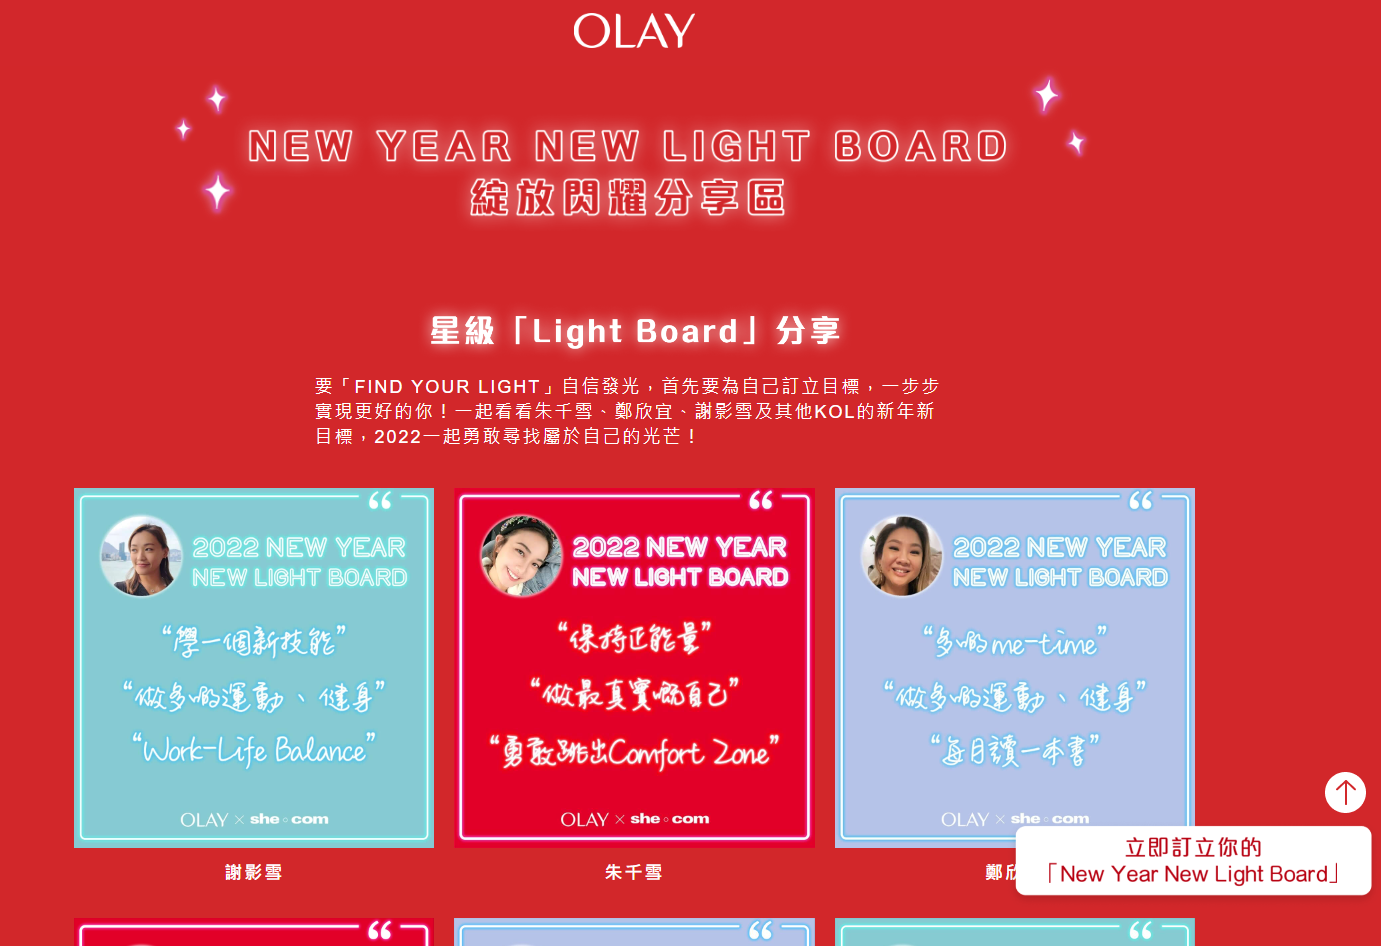 OLAY
NEW YEAR NEW LIGHT BOARD
綻放閃耀分享區
星級「Light Board」分享
要「FIND YOUR LIGHT」自信發光，首先要為自己訂立目標，一步步
實現更好的你！一起看看朱千雪、鄭欣宜、謝影雪及其他KOL的新年新
目標，2022一起勇敢尋找屬於自己的光芒！
“
2022 NEW YEAR
NEW LIGHT BOARD
“學一個新技能”
“做多啲運動、健身”
“Work-Life Balance”
OLAY × she.com
謝影雪
“
2022 NEW YEAR
NEW LIGHT BOARD
“保持正能量”
“做最真實嘅自己”
“勇敢跳出Comfort Zone”
OLAY × she.com
朱千雪
“
2022 NEW YEAR
NEW LIGHT BOARD
“多啲me-time”
“做多啲運動、健身”
“每月讀一本書”
OLAY × she.com
鄭欣
立即訂立你的
「New Year New Light Board」
“
“
“